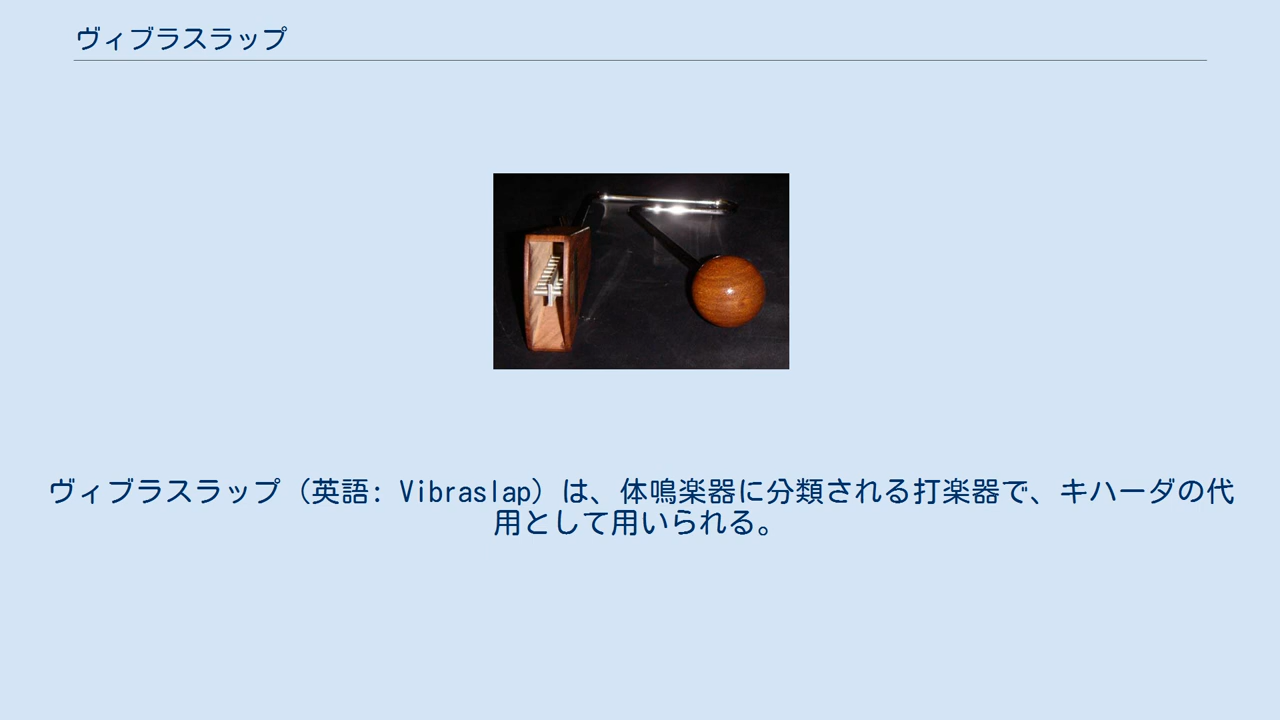 ヴィブラスラップ
ヴィブラスラップ（英語: Vibraslap）は、体鳴楽器に分類される打楽器で、キハーダの代
用として用いられる。